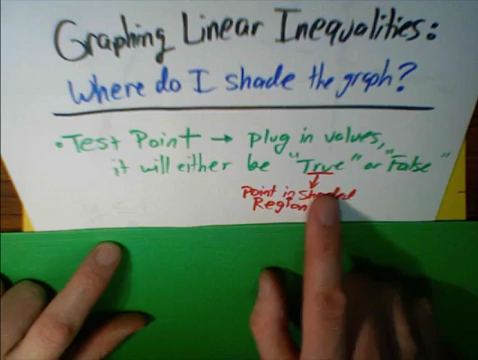 Graphing Linear Inequalities:
Where do I shade the graph?
• Test Point → plug in values,
it will either be "True" or "False"
Point in Shaded
Region